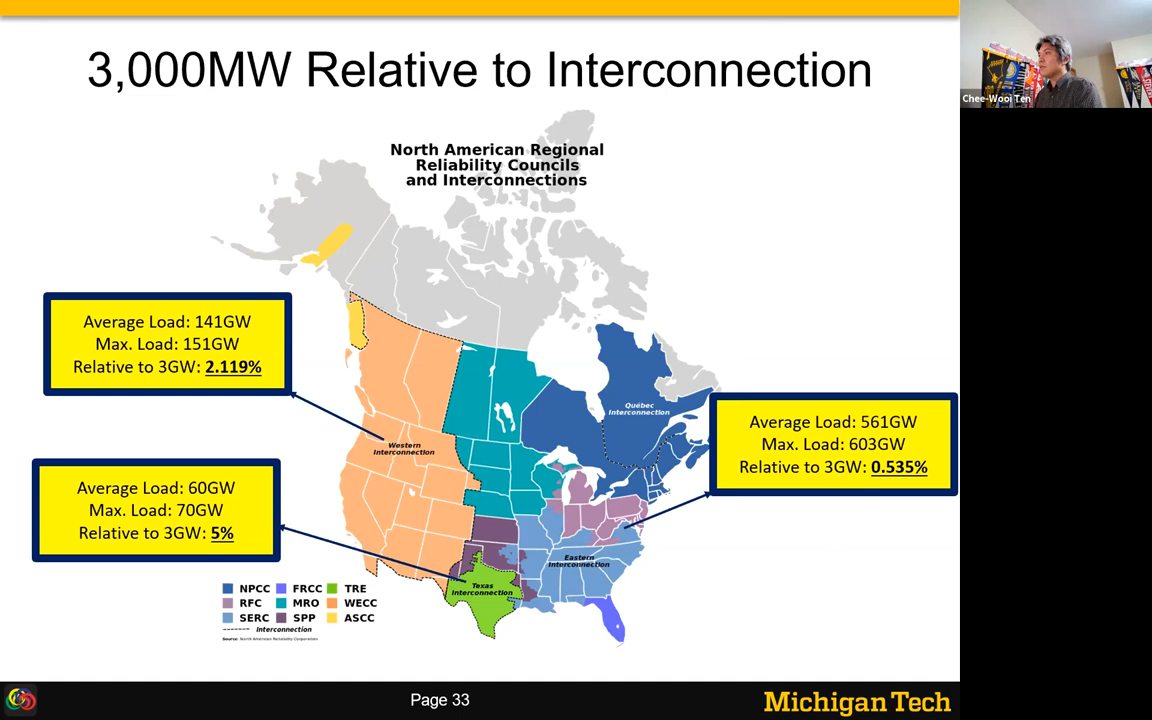 3,000MW Relative to Interconnection
Chee-Wooi Ten
North American Regional
Reliability Councils
and Interconnections
Average Load: 141GW
Max. Load: 151GW
Relative to 3GW: 2.119%
Québec
Interconnection
Average Load: 561GW
Max. Load: 603GW
Relative to 3GW: 0.535%
Western
Interconnection
Average Load: 60GW
Max. Load: 70GW
Relative to 3GW: 5%
Eastern
Interconnection
Texas
Interconnection
NPCC FRCC TRE
RFC MRO WECC
SERC SPP ASCC
Interconnection
Source: North American Reliability Corporation
Page 33
Michigan Tech